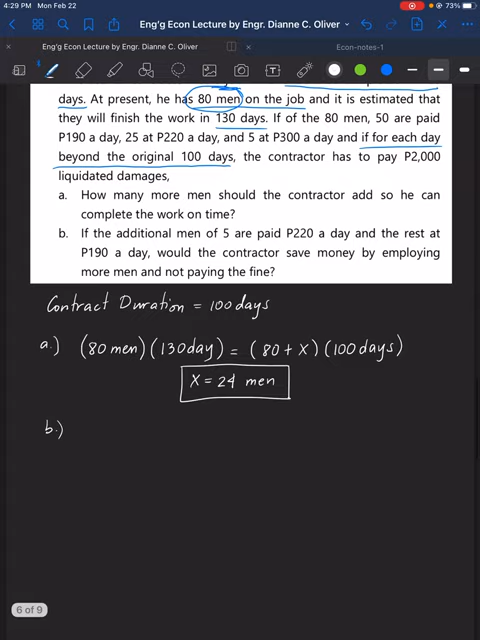 4:29 PM Mon Feb 22
73%
Eng'g Econ Lecture by Engr. Dianne C. Oliver
Eng'g Econ Lecture by Engr. Dianne C. Oliver
Econ-notes-1
days. At present, he has 80 men on the job and it is estimated that
they will finish the work in 130 days. If of the 80 men, 50 are paid
P190 a day, 25 at P220 a day, and 5 at P300 a day and if for each day
beyond the original 100 days, the contractor has to pay P2,000
liquidated damages,
a. How many more men should the contractor add so he can
complete the work on time?
b. If the additional men of 5 are paid P220 a day and the rest at
P190 a day, would the contractor save money by employing
more men and not paying the fine?
Contract Duration = 100 days
a.) (80 men) (130 day) = (80 + X) (100 days)
X = 24 men
b.)
6 of 9